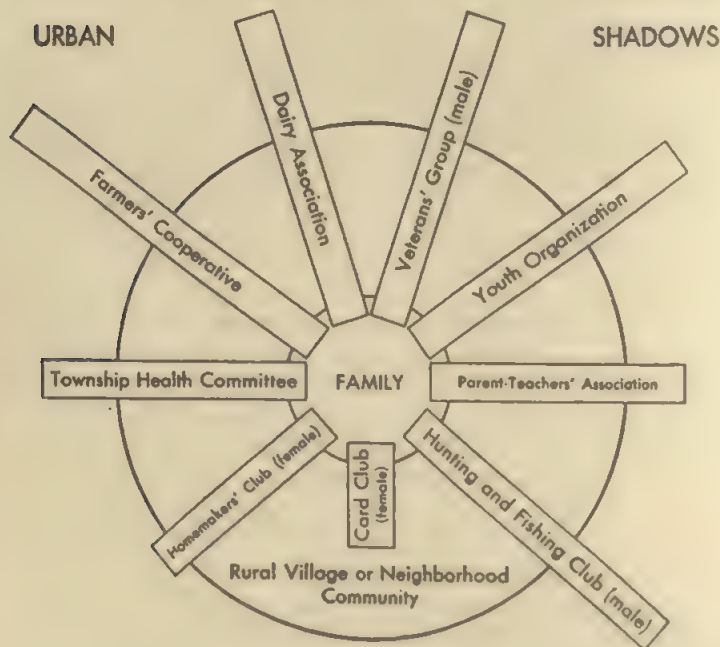 URBAN
SHADOWS
Dairy Association
Veterans' Group (male)
Farmers' Cooperative
Youth Organization
Township Health Committee
FAMILY
Parent-Teachers' Association
Homemakers' Club (female)
Card Club
(female)
Hunting and Fishing Club (male)
Rural Village or Neighborhood
Community